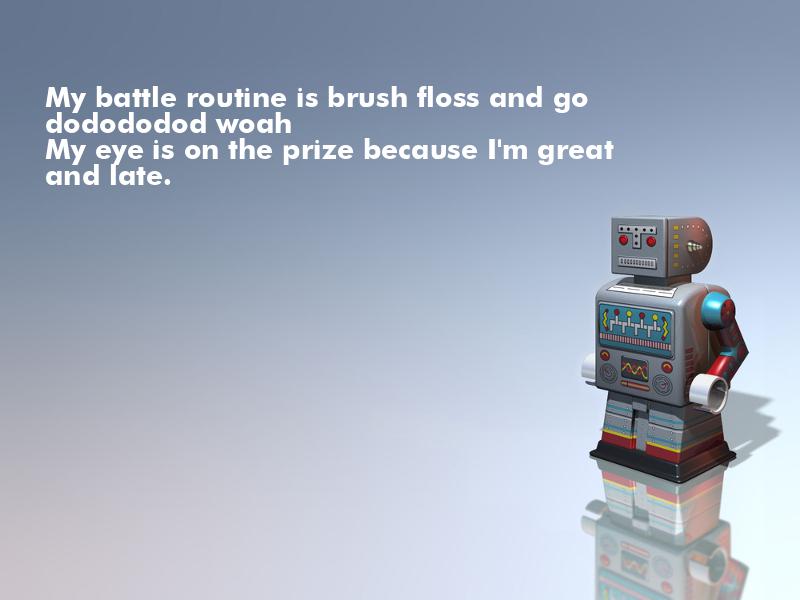 My battle routine is brush floss and go
dodododod woah
My eye is on the prize because I'm great
and late.